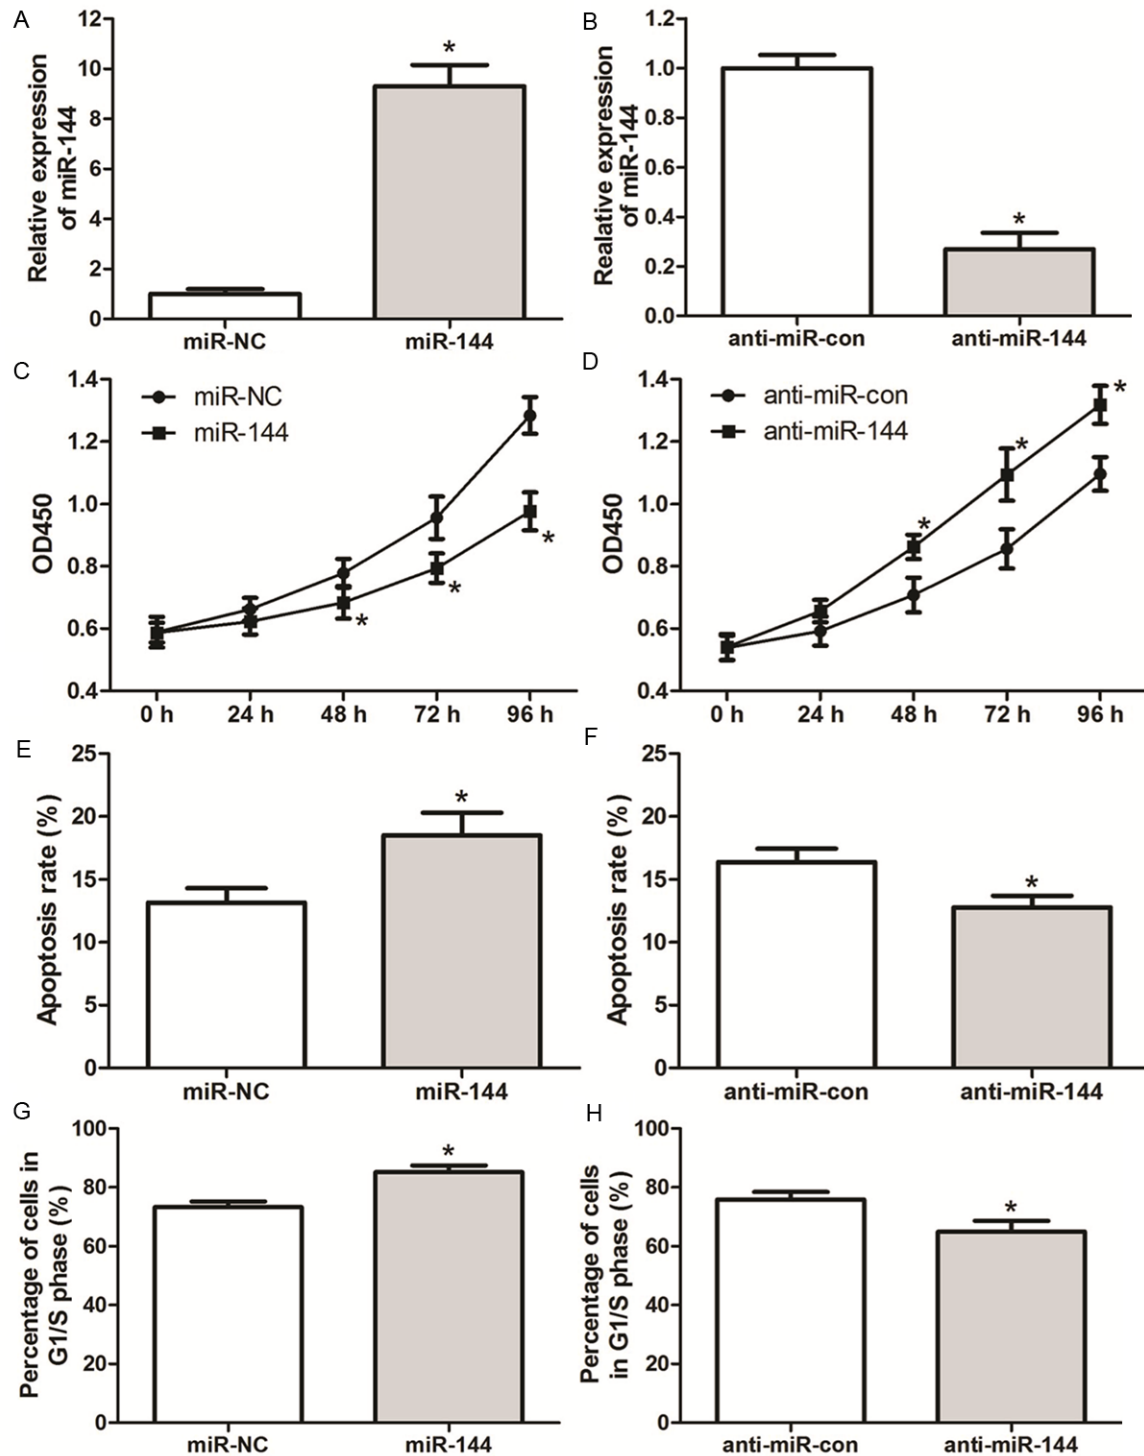 A
Relative expression
of miR-144
12
10
8
6
4
2
0
*
miR-NC
miR-144
B
Realative expression
of miR-144
1.2
1.0
0.8
0.6
0.4
0.2
0.0
*
anti-miR-con
anti-miR-144
C
OD450
1.4
1.2
1.0
0.8
0.6
0.4
miR-NC
miR-144
*
*
*
0 h
24 h
48 h
72 h
96 h
D
OD450
1.4
1.2
1.0
0.8
0.6
0.4
anti-miR-con
anti-miR-144
*
*
*
0 h
24 h
48 h
72 h
96 h
E
Apoptosis rate (%)
25
20
15
10
5
0
*
miR-NC
miR-144
F
Apoptosis rate (%)
25
20
15
10
5
0
*
anti-miR-con
anti-miR-144
G
Percentage of cells in
G1/S phase (%)
100
80
60
40
20
0
*
miR-NC
miR-144
H
Percentage of cells
in G1/S phase (%)
100
80
60
40
20
0
*
anti-miR-con
anti-miR-144